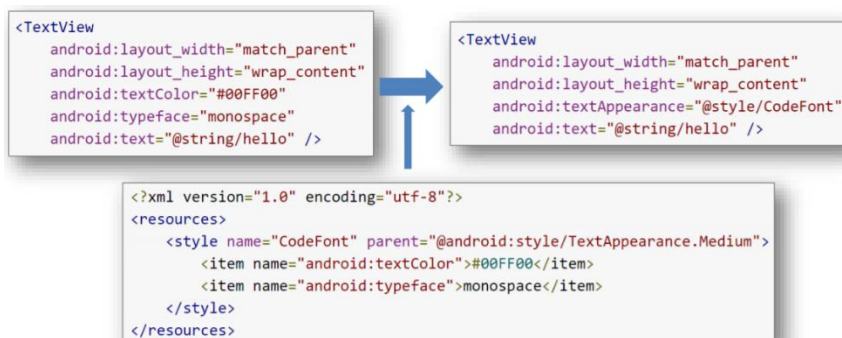 <TextView
android:layout_width="match_parent"
android:layout_height="wrap_content"
android:textColor="#00FF00"
android:typeface="monospace"
android:text="@string/hello" />
<TextView
android:layout_width="match_parent"
android:layout_height="wrap_content"
android:textAppearance="@style/CodeFont"
android:text="@string/hello" />
<?xml version="1.0" encoding="utf-8"?>
<resources>
<style name="CodeFont" parent="@android:style/TextAppearance.Medium">
<item name="android:textColor">#00FF00</item>
<item name="android:typeface">monospace</item>
</style>
</resources>